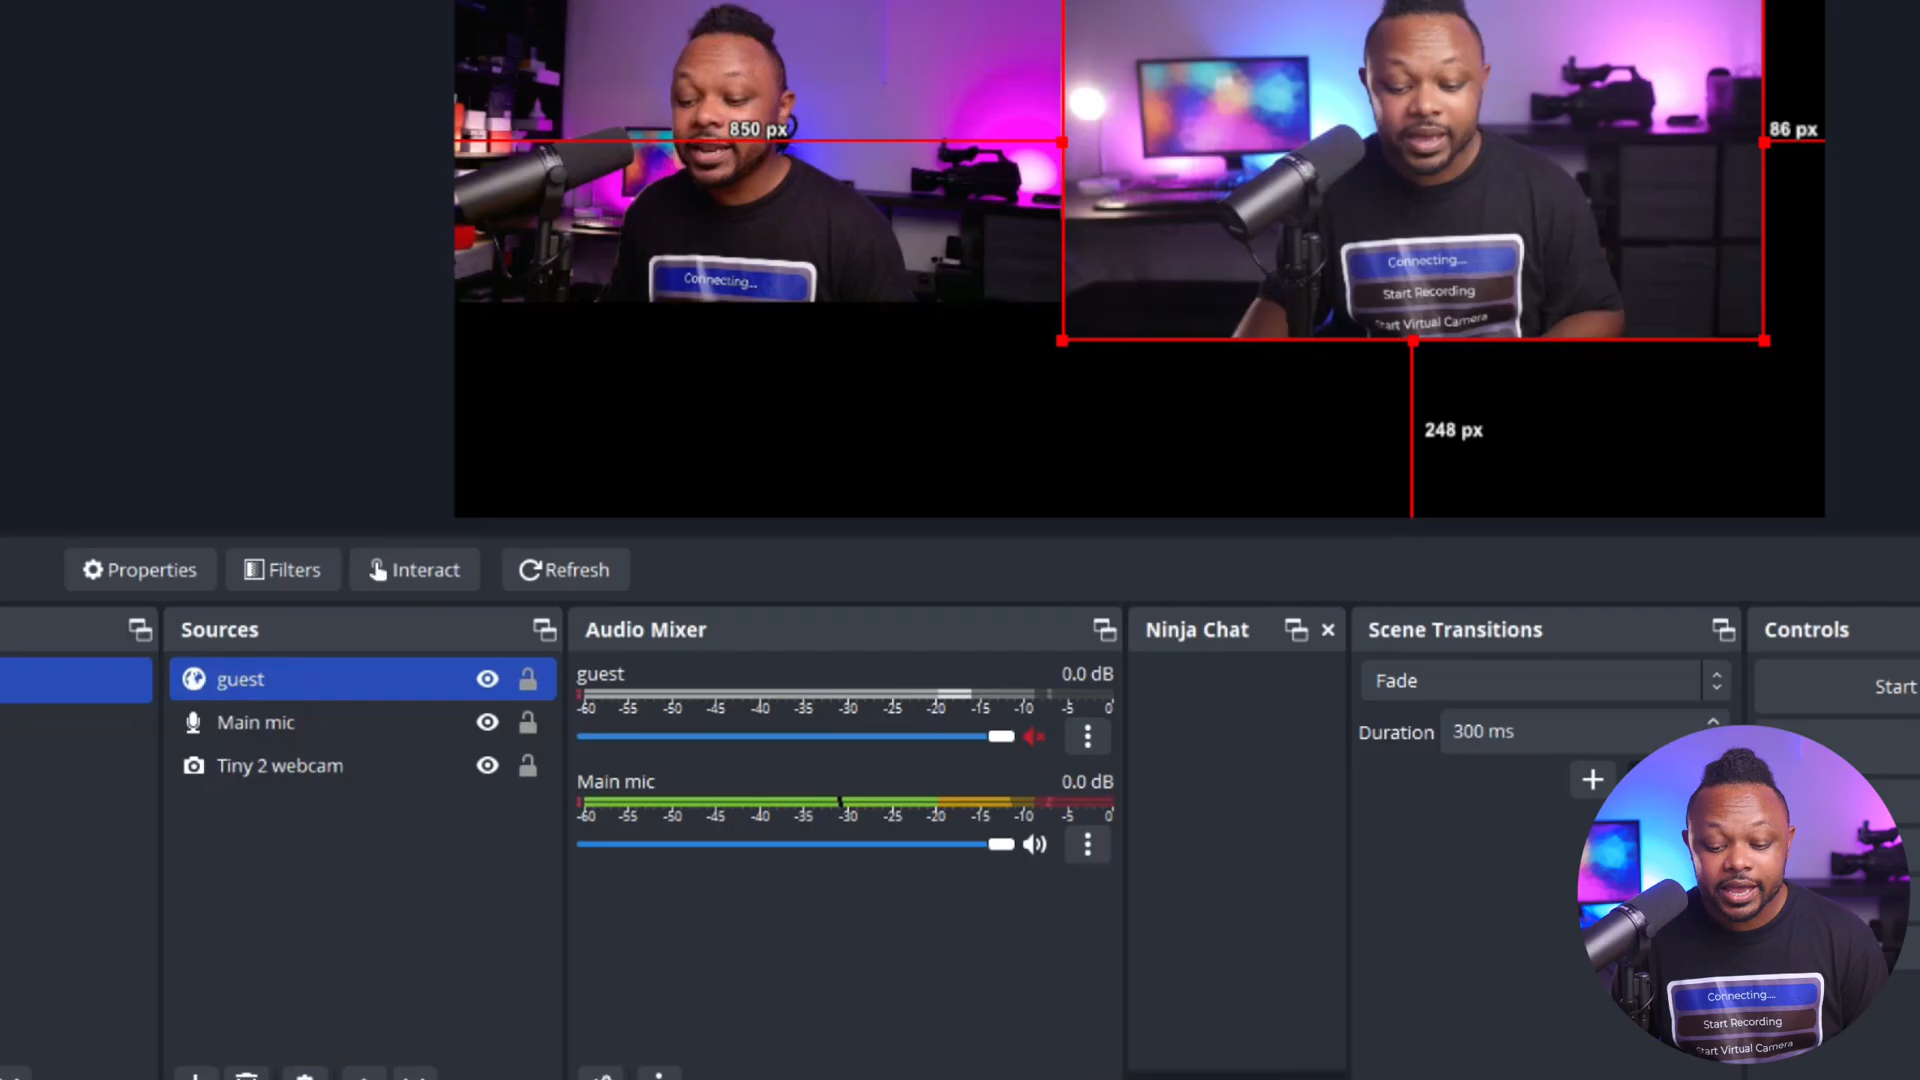 850 px
86 px
Connecting...
Connecting....
Start Recording
Start Virtual Camera
248 px
Properties
Filters
Interact
Refresh
Sources
Audio Mixer
Ninja Chat
Scene Transitions
Controls
guest
Main mic
Tiny 2 webcam
guest
0.0 dB
-60 -55 -50 -45 -40 -35 -30 -25 -20 -15 -10 -5 0
Main mic
0.0 dB
-60 -55 -50 -45 -40 -35 -30 -25 -20 -15 -10 -5 0
Fade
Duration
300 ms
Start
Connecting....
Start Recording
Start Virtual Camera